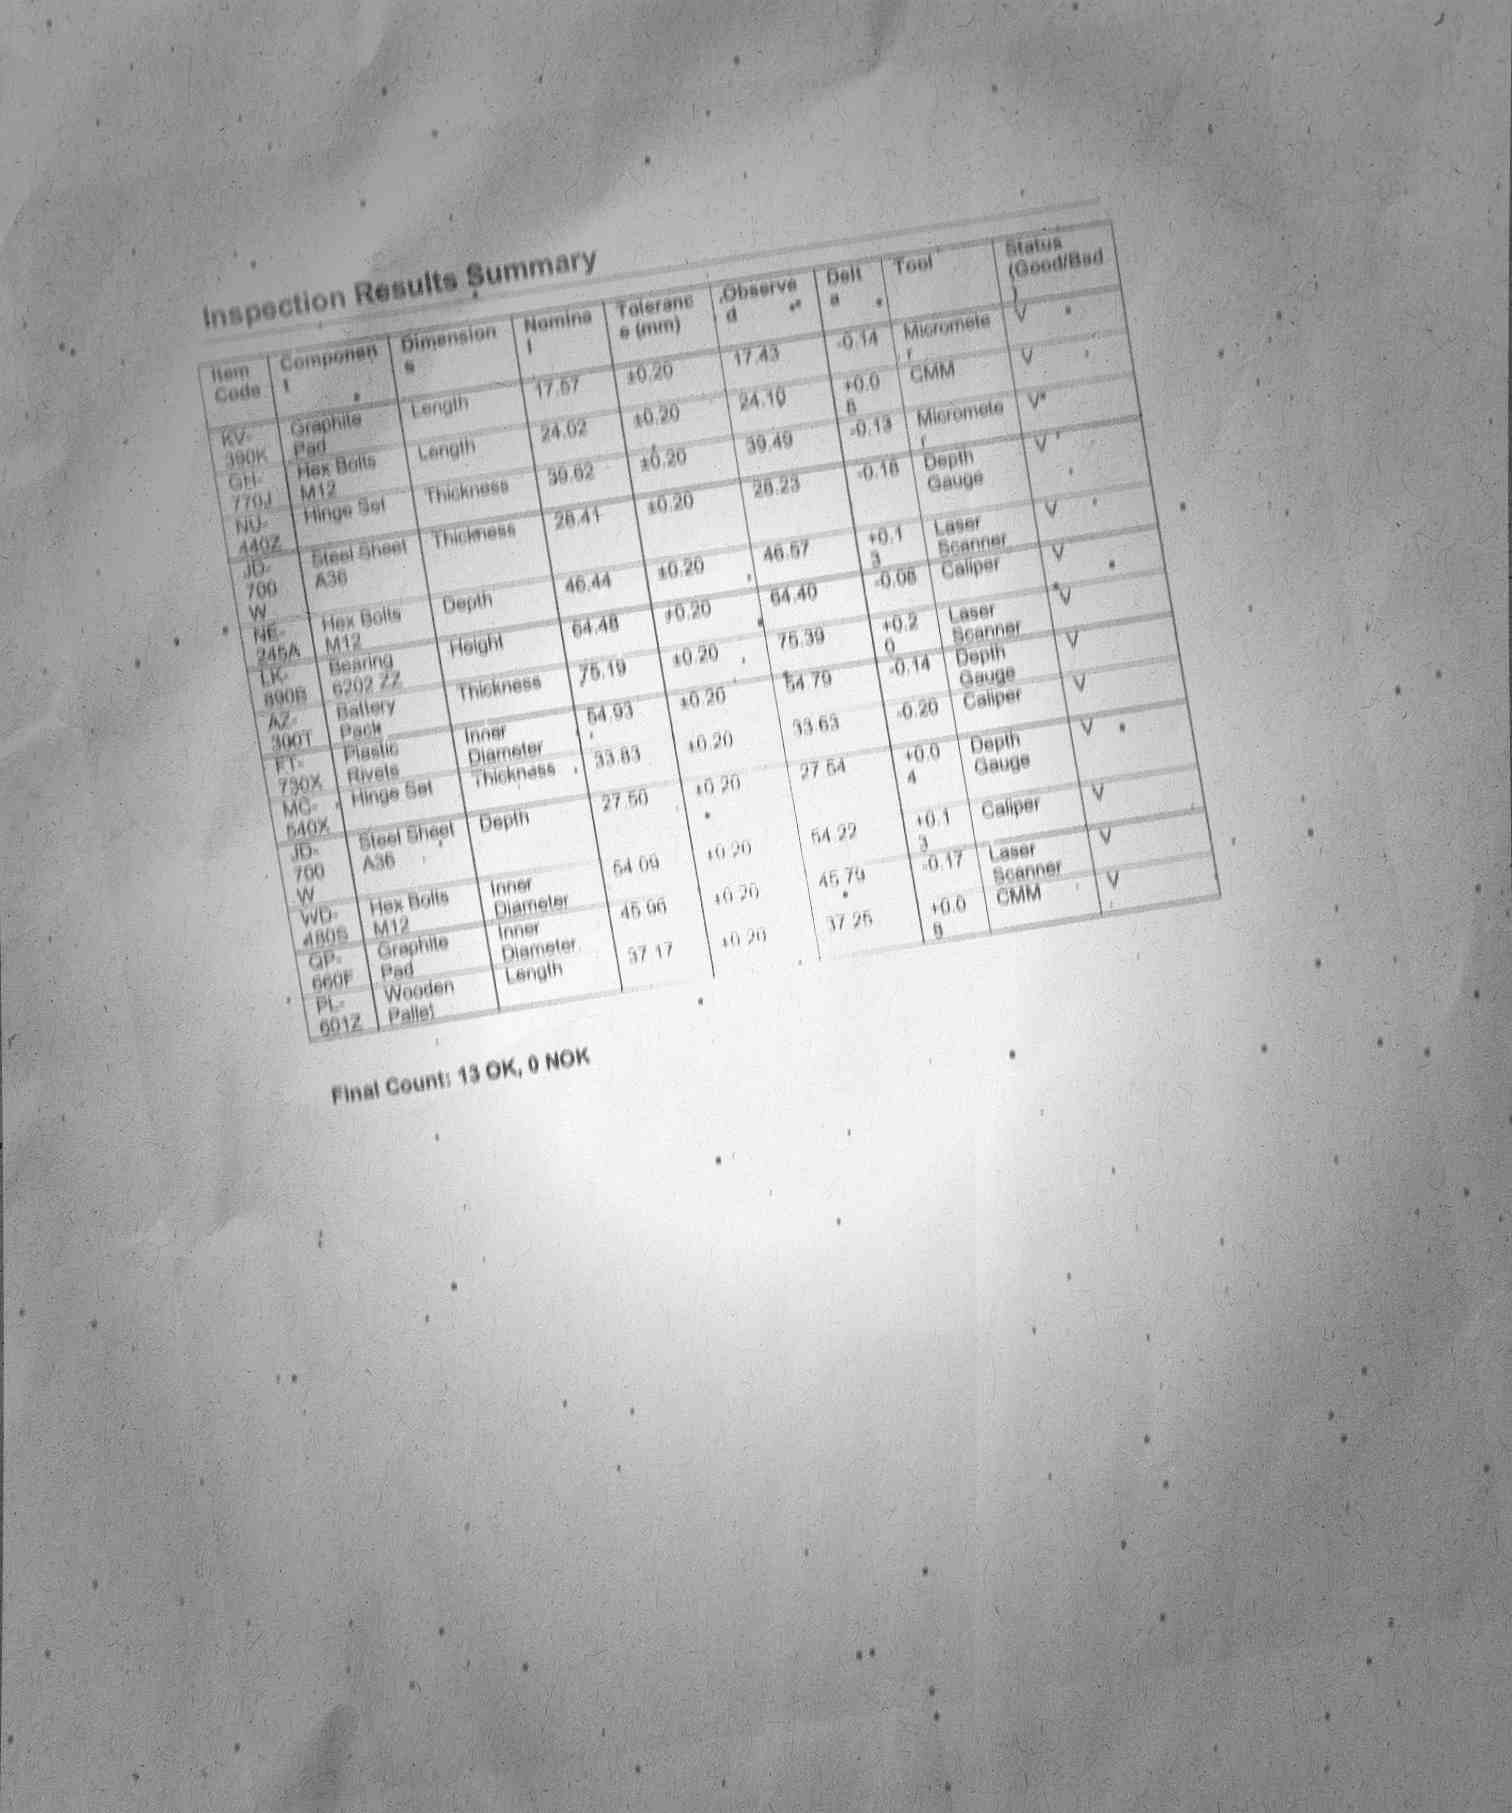 Inspection Results Summary
Item Code | Component | Dimensions | Nominal | Tolerance (mm) | Observed | Delta | Tool | Status (Good/Bad)
KV-390K | Graphite Pad | Length | 17.57 | ±0.20 | 17.43 | -0.14 | Micrometer | V
GH-770J | Hex Bolts M12 | Length | 24.02 | ±0.20 | 24.10 | +0.08 | CMM | V
NU-440Z | Hinge Set | Thickness | 39.62 | ±0.20 | 39.49 | -0.13 | Micrometer | V
JD-700W | Steel Sheet A36 | Thickness | 26.41 | ±0.20 | 26.23 | -0.18 | Depth Gauge | V
NE-245A | Hex Bolts M12 | Depth | 46.44 | ±0.20 | 46.57 | +0.13 | Laser Scanner | V
LK-890B | Bearing 6202 ZZ | Height | 64.48 | ±0.20 | 64.40 | -0.08 | Caliper | V
AZ-300T | Battery Pack | Thickness | 75.19 | ±0.20 | 75.39 | +0.20 | Laser Scanner | V
FT-730X | Plastic Rivets | Inner Diameter | 54.93 | ±0.20 | 54.79 | -0.14 | Depth Gauge | V
MC-540X | Hinge Set | Thickness | 33.83 | ±0.20 | 33.63 | -0.20 | Caliper | V
JD-700W | Steel Sheet A36 | Depth | 27.50 | ±0.20 | 27.54 | +0.04 | Depth Gauge | V
WD-480S | Hex Bolts M12 | Inner Diameter | 54.09 | ±0.20 | 54.22 | +0.13 | Caliper | V
QP-660F | Graphite Pad | Inner Diameter | 45.96 | ±0.20 | 45.79 | -0.17 | Laser Scanner | V
PL-601Z | Wooden Pallet | Length | 37.17 | ±0.20 | 37.25 | +0.08 | CMM | V
Final Count: 13 OK, 0 NOK